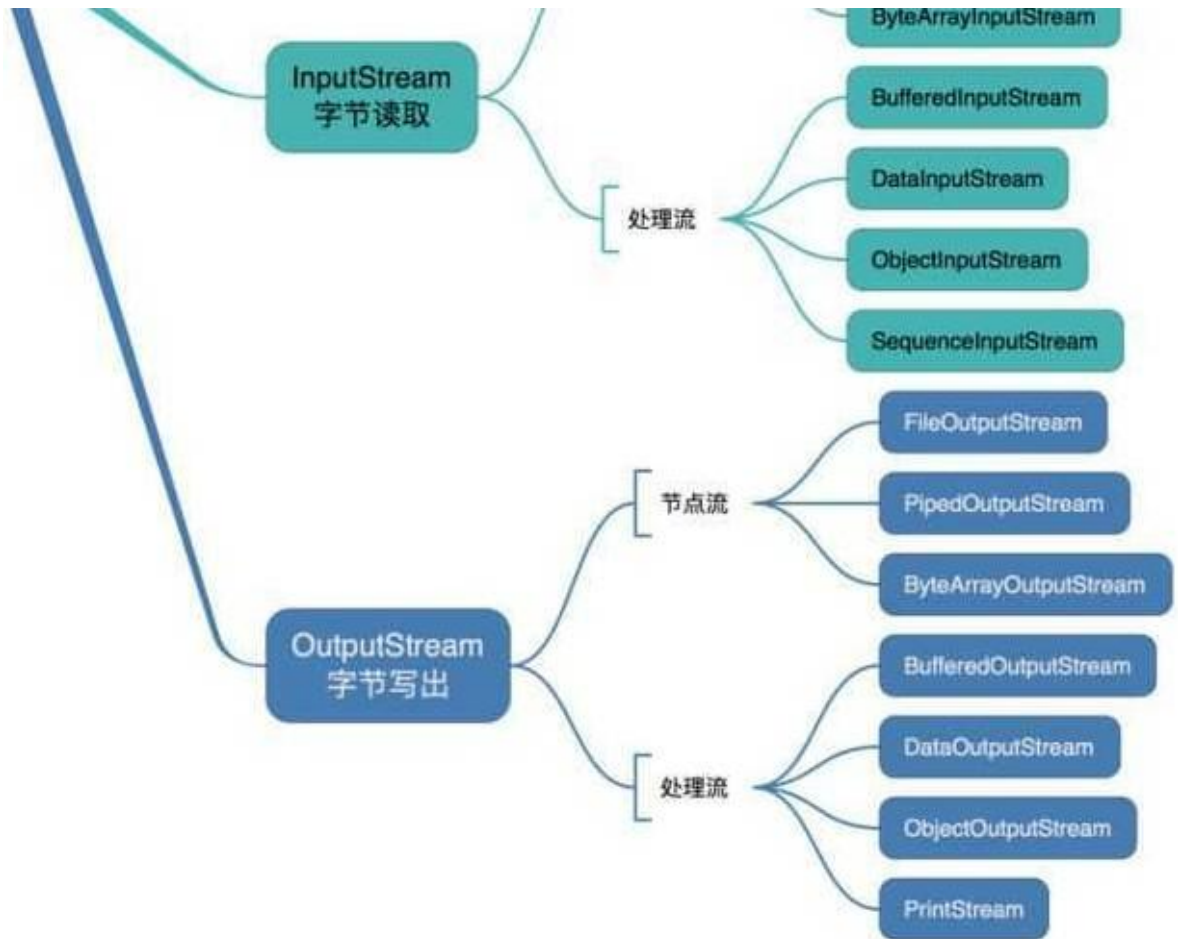 ByteArrayInputStream
InputStream
字节读取
BufferedInputStream
DataInputStream
处理流
ObjectInputStream
SequenceInputStream
FileOutputStream
节点流
PipedOutputStream
ByteArrayOutputStream
OutputStream
字节写出
BufferedOutputStream
DataOutputStream
处理流
ObjectOutputStream
PrintStream